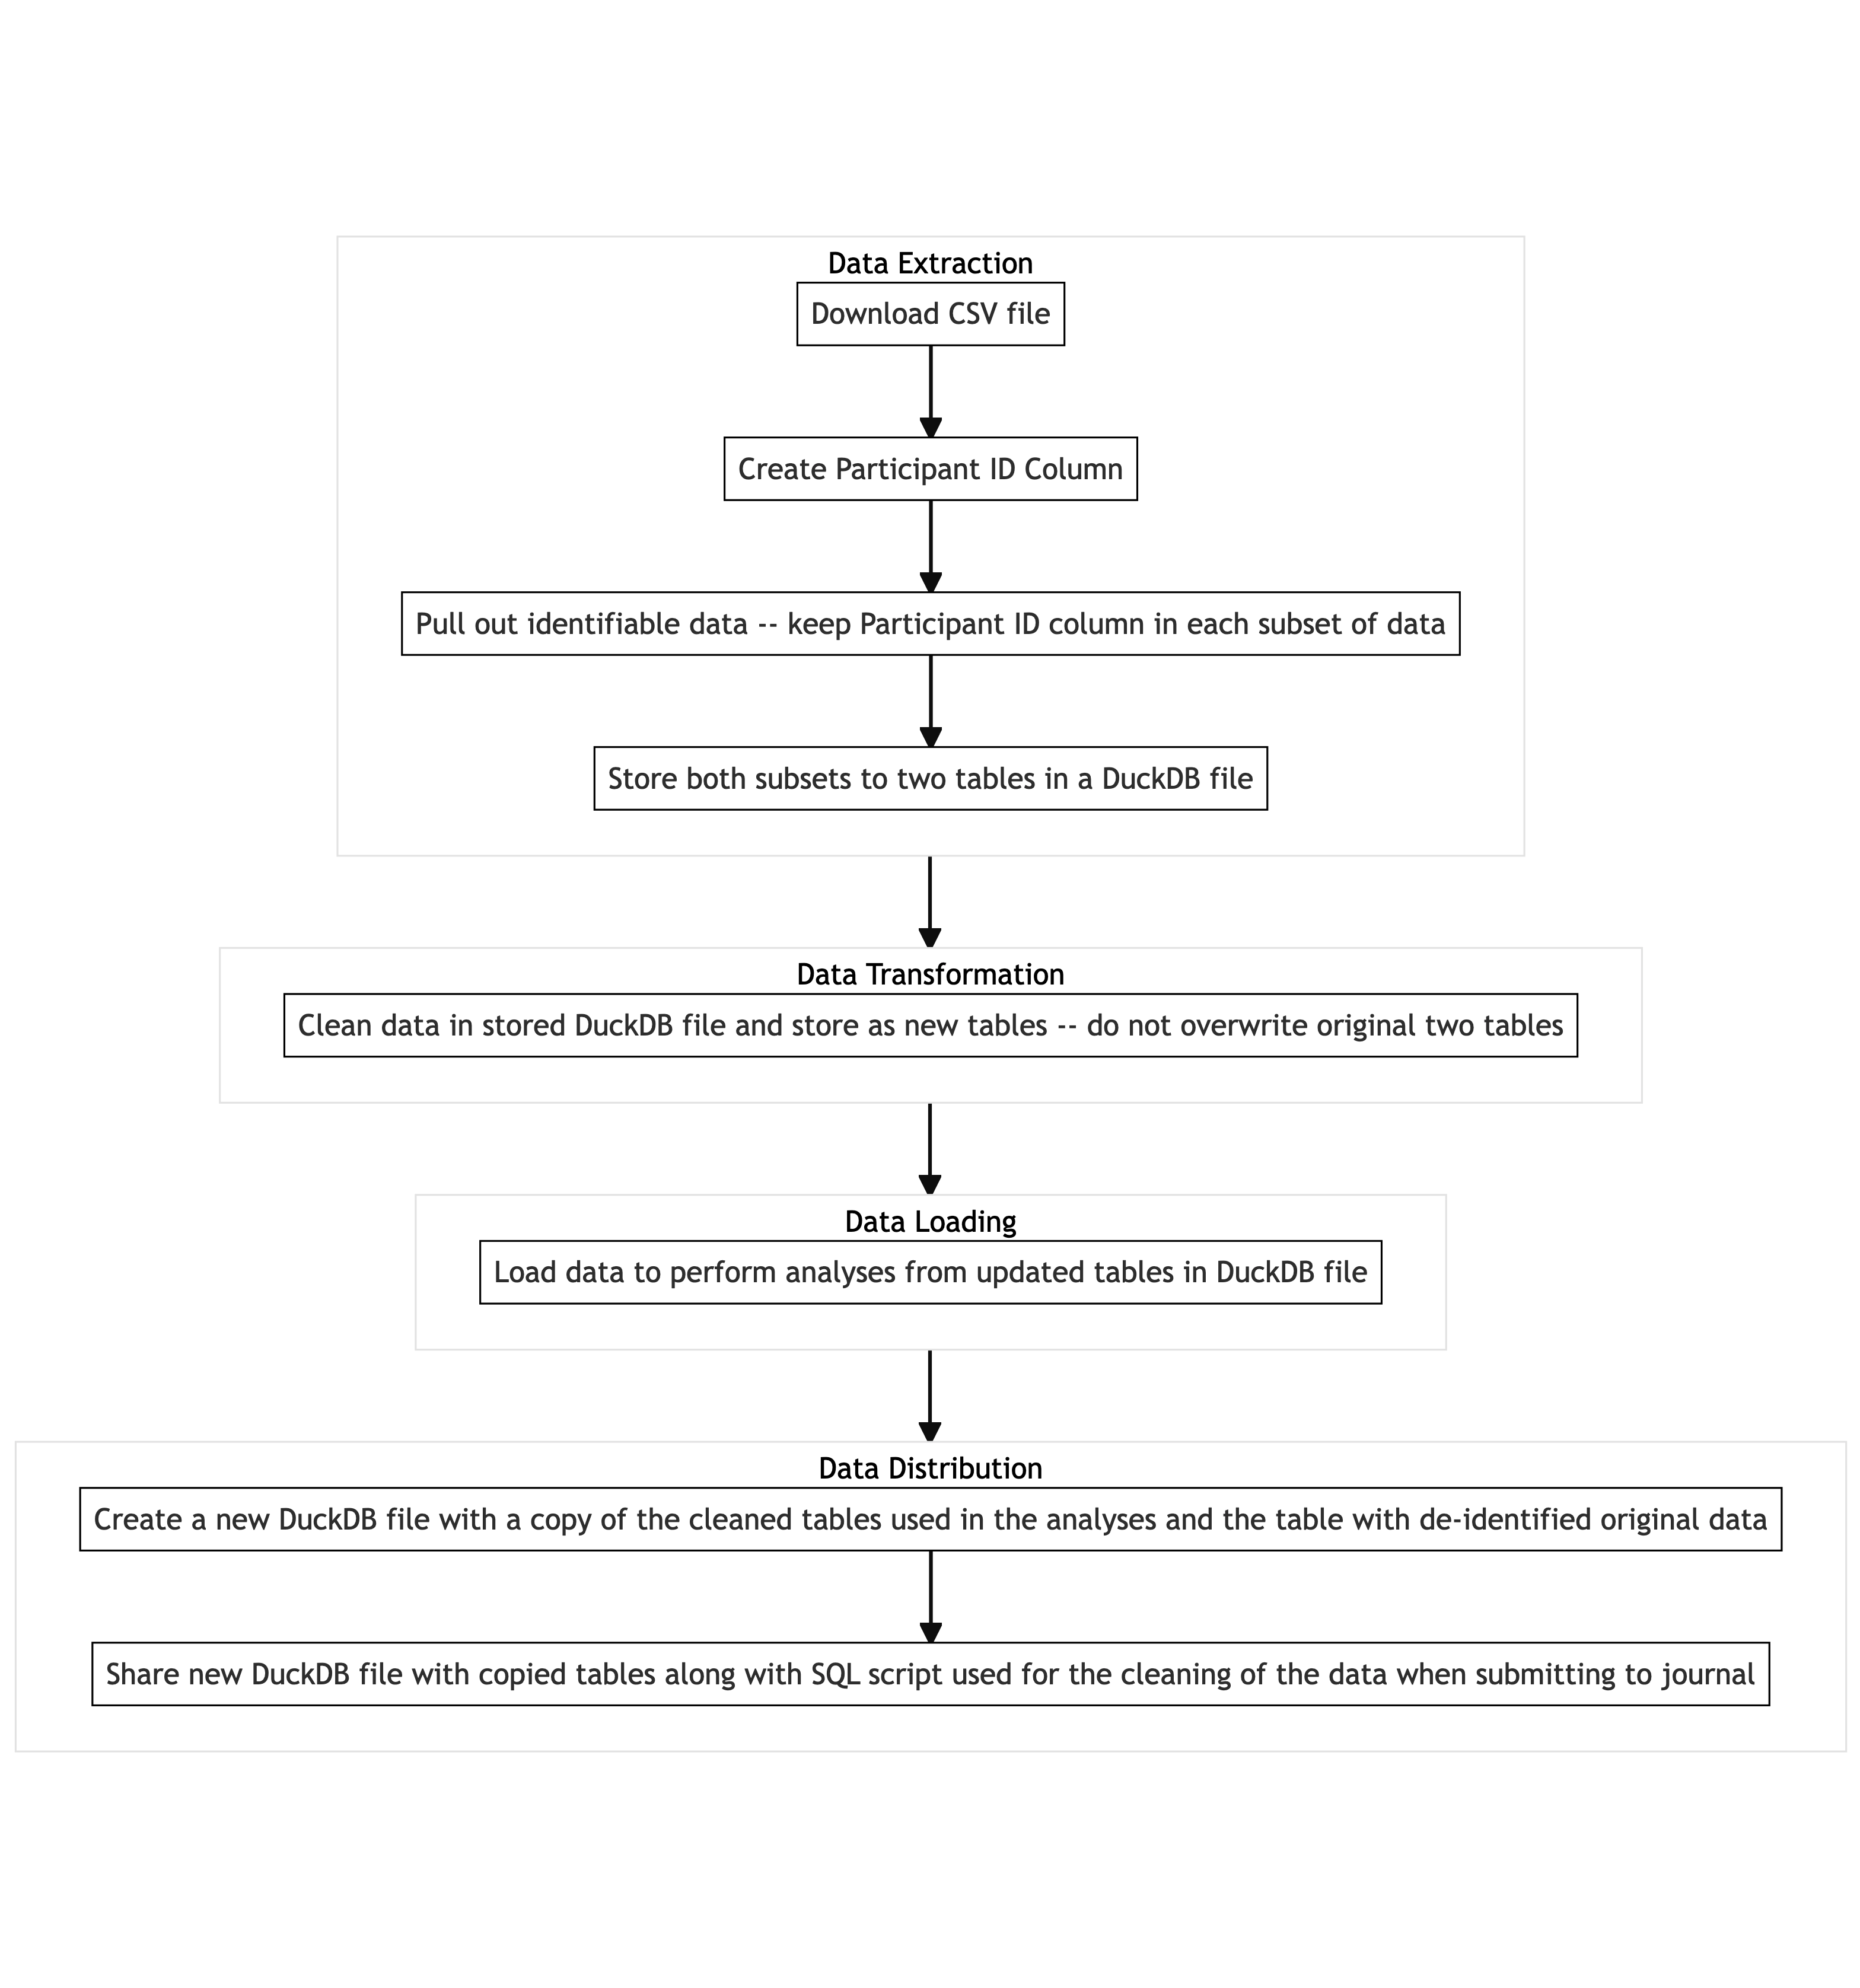 Data Extraction
Download CSV file
Create Participant ID Column
Pull out identifiable data -- keep Participant ID column in each subset of data
Store both subsets to two tables in a DuckDB file
Data Transformation
Clean data in stored DuckDB file and store as new tables -- do not overwrite original two tables
Data Loading
Load data to perform analyses from updated tables in DuckDB file
Data Distribution
Create a new DuckDB file with a copy of the cleaned tables used in the analyses and the table with de-identified original data
Share new DuckDB file with copied tables along with SQL script used for the cleaning of the data when submitting to journal